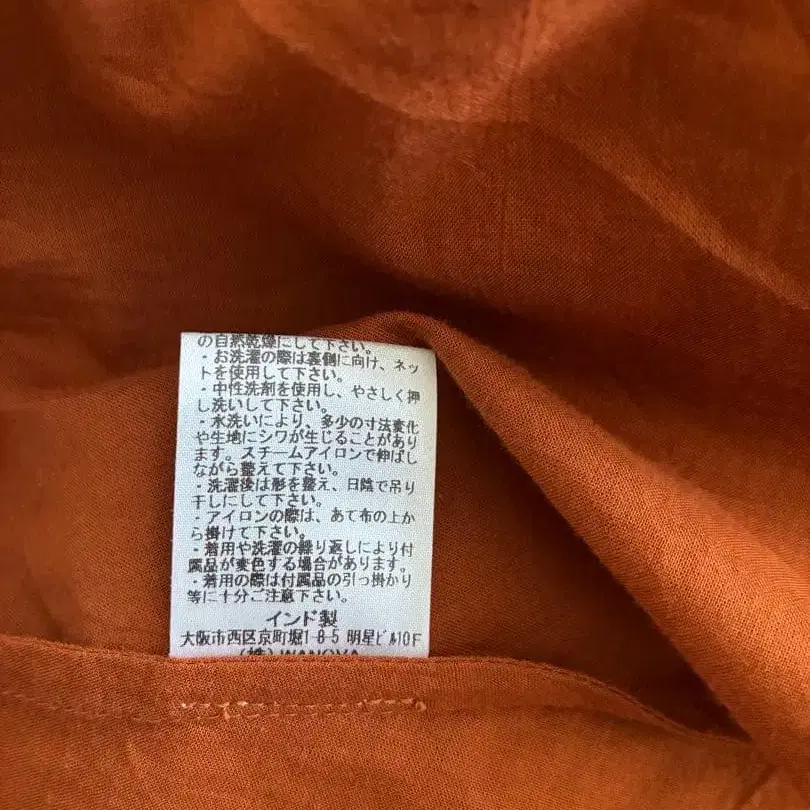 の自然乾燥にして下さい。
・お洗濯の際は裏側に向け、ネッ
トを使用して下さい。
・中性洗剤を使用し、やさしく押
し洗いして下さい。
・水洗いにより、多少の寸法変化
や生地にシワが生じることがあり
ます。スチームアイロンで伸ばし
ながら整えて下さい。
・洗濯後は形を整え、日陰で吊り
干しにして下さい。
・アイロンの際は、あて布の上か
ら掛けて下さい。
・着用や洗濯の繰り返しにより付
属品が変色する場合があります。
・着用の際は付属品の引っ掛かり
等に十分ご注意下さい。
インド製
大阪市西区京町堀1-8-5 明星ビル10F
(株)